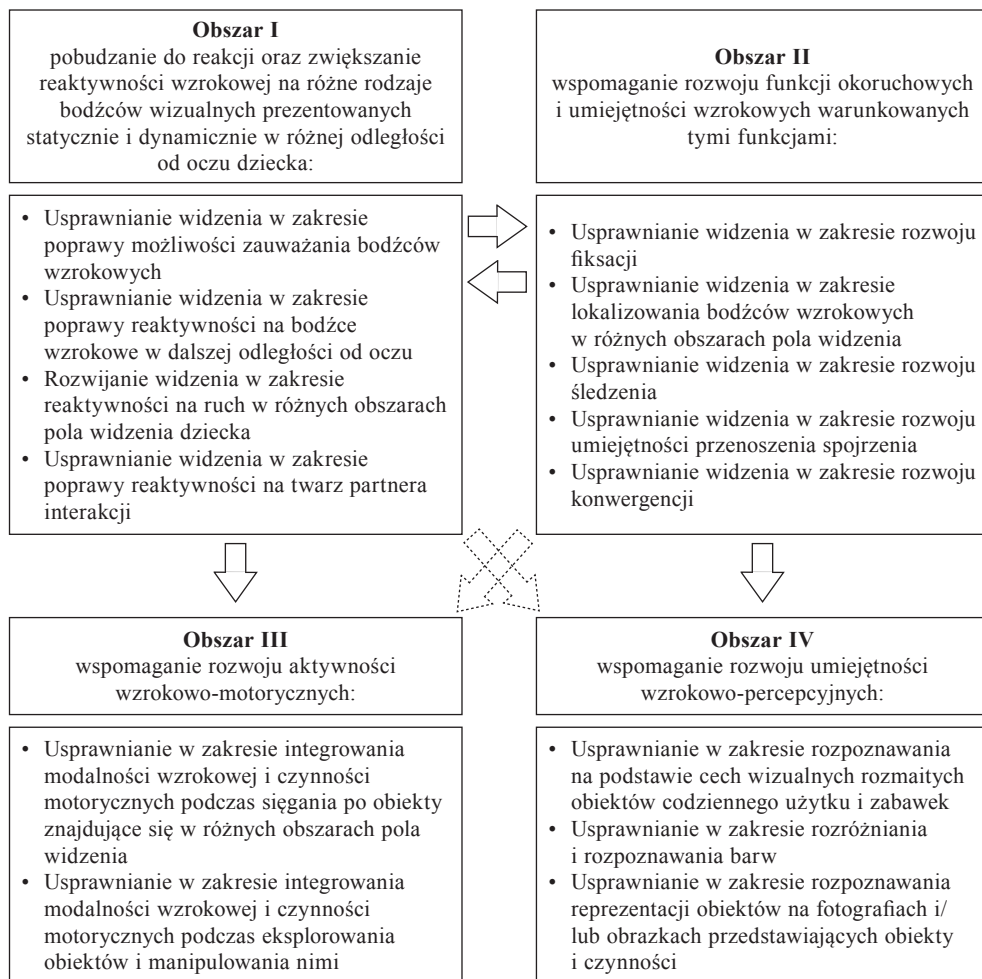 Obszar I
pobudzanie do reakcji oraz zwiększanie
reaktywności wzrokowej na różne rodzaje
bodźców wizualnych prezentowanych
statycznie i dynamicznie w różnej odległości
od oczu dziecka:
• Usprawnianie widzenia w zakresie
poprawy możliwości zauważania bodźców
wzrokowych
• Usprawnianie widzenia w zakresie
poprawy reaktywności na bodźce
wzrokowe w dalszej odległości od oczu
• Rozwijanie widzenia w zakresie
reaktywności na ruch w różnych obszarach
pola widzenia dziecka
• Usprawnianie widzenia w zakresie
poprawy reaktywności na twarz partnera
interakcji
Obszar II
wspomaganie rozwoju funkcji okoruchowych
i umiejętności wzrokowych warunkowanych
tymi funkcjami:
• Usprawnianie widzenia w zakresie rozwoju
fiksacji
• Usprawnianie widzenia w zakresie
lokalizowania bodźców wzrokowych
w różnych obszarach pola widzenia
• Usprawnianie widzenia w zakresie rozwoju
śledzenia
• Usprawnianie widzenia w zakresie rozwoju
umiejętności przenoszenia spojrzenia
• Usprawnianie widzenia w zakresie rozwoju
konwergencji
Obszar III
wspomaganie rozwoju aktywności
wzrokowo-motorycznych:
• Usprawnianie w zakresie integrowania
modalności wzrokowej i czynności
motorycznych podczas sięgania po obiekty
znajdujące się w różnych obszarach pola
widzenia
• Usprawnianie w zakresie integrowania
modalności wzrokowej i czynności
motorycznych podczas eksplorowania
obiektów i manipulowania nimi
Obszar IV
wspomaganie rozwoju umiejętności
wzrokowo-percepcyjnych:
• Usprawnianie w zakresie rozpoznawania
na podstawie cech wizualnych rozmaitych
obiektów codziennego użytku i zabawek
• Usprawnianie w zakresie rozróżniania
i rozpoznawania barw
• Usprawnianie w zakresie rozpoznawania
reprezentacji obiektów na fotografiach i/
lub obrazkach przedstawiających obiekty
i czynności